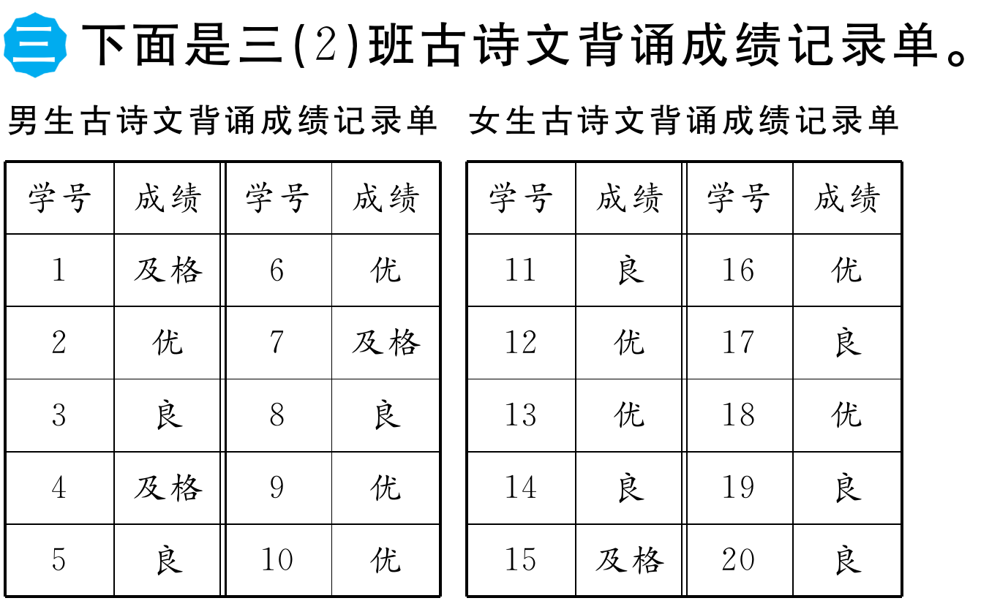 三 下面是三(2)班古诗文背诵成绩记录单。
男生古诗文背诵成绩记录单 女生古诗文背诵成绩记录单
学号 成绩 学号 成绩 学号 成绩 学号 成绩
1 及格 6 优 11 良 16 优
2 优 7 及格 12 优 17 良
3 良 8 良 13 优 18 优
4 及格 9 优 14 良 19 良
5 良 10 优 15 及格 20 良